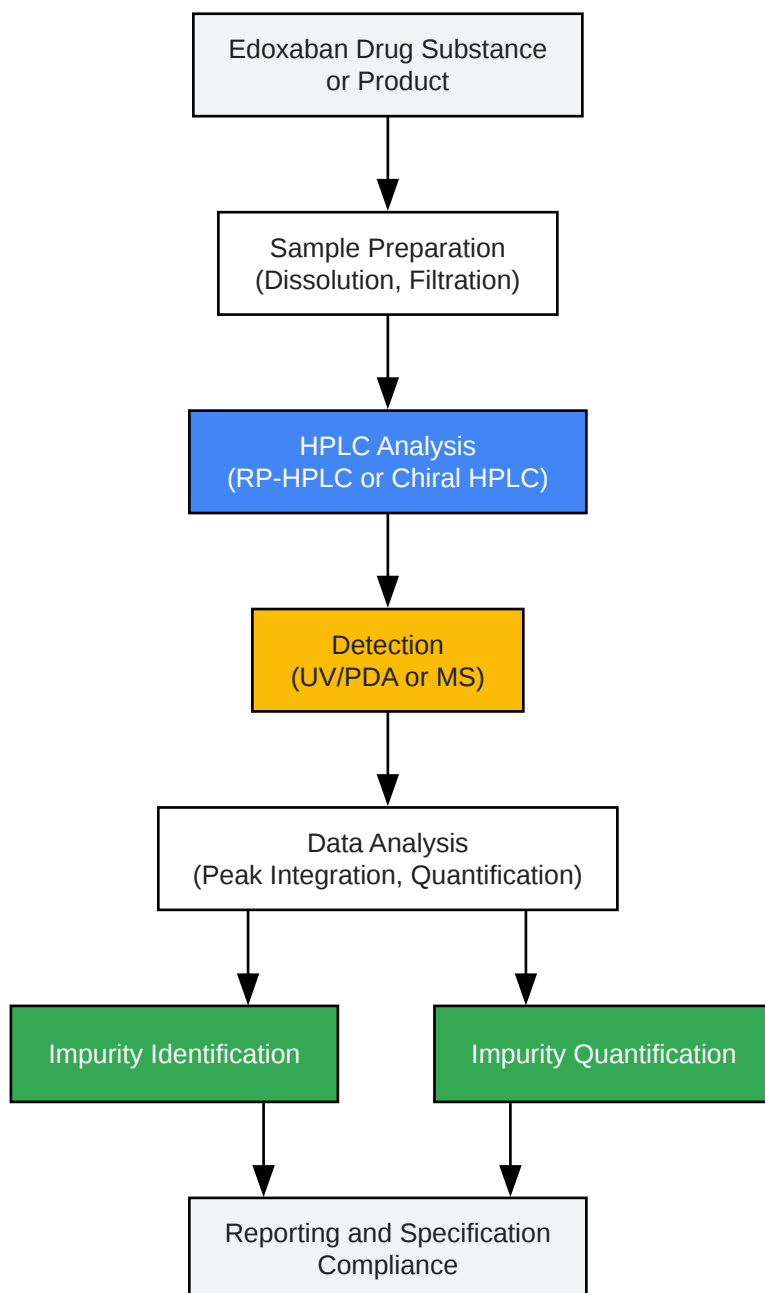 Edoxaban Drug Substance
or Product
Sample Preparation
(Dissolution, Filtration)
HPLC Analysis
(RP-HPLC or Chiral HPLC)
Detection
(UV/PDA or MS)
Data Analysis
(Peak Integration, Quantification)
Impurity Identification
Impurity Quantification
Reporting and Specification
Compliance